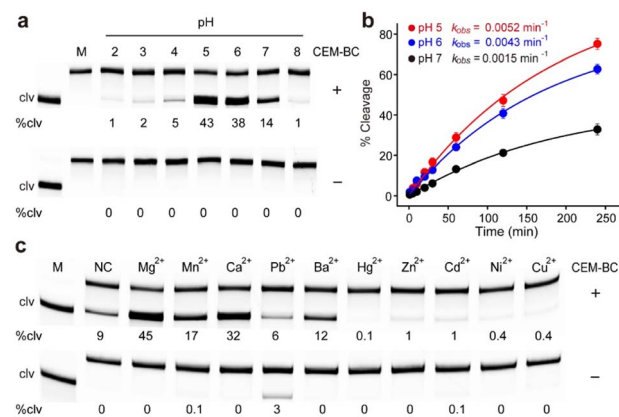 a
pH
M 2 3 4 5 6 7 8 CEM-BC
clv +
%clv 1 2 5 43 38 14 1
clv −
%clv 0 0 0 0 0 0 0
b
pH 5 kobs = 0.0052 min-1
pH 6 kobs = 0.0043 min-1
pH 7 kobs = 0.0015 min-1
% Cleavage
80
60
40
20
0
0 50 100 150 200 250
Time (min)
c
M NC Mg2+ Mn2+ Ca2+ Pb2+ Ba2+ Hg2+ Zn2+ Cd2+ Ni2+ Cu2+ CEM-BC
clv +
%clv 9 45 17 32 6 12 0.1 1 1 0.4 0.4
clv −
%clv 0 0 0.1 0 3 0 0 0 0.1 0 0